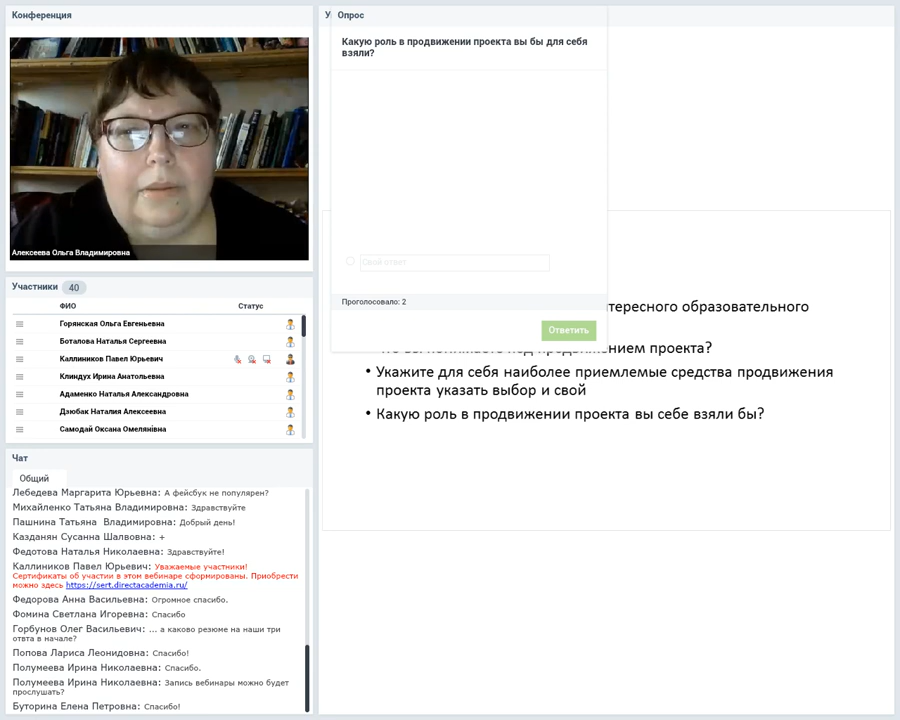 Конференция
Алексеева Ольга Владимировна
Участники 40
ФИО Статус
Горянская Ольга Евгеньевна
Боталова Наталья Сергеевна
Каллиников Павел Юрьевич
Клиндух Ирина Анатольевна
Адаменко Наталья Александровна
Дзюбак Наталия Алексеевна
Самодай Оксана Омелянівна
Чат
Общий
Лебедева Маргарита Юрьевна: А фейсбук не популярен?
Михайленко Татьяна Владимировна: Здравствуйте
Пашнина Татьяна Владимировна: Добрый день!
Казданян Сусанна Шалвовна: +
Федотова Наталья Николаевна: Здравствуйте!
Каллиников Павел Юрьевич: Уважаемые участники!
Сертификаты об участии в этом вебинаре сформированы. Приобрести
можно здесь https://sert.directacademia.ru/
Федорова Анна Васильевна: Огромное спасибо.
Фомина Светлана Игоревна: Спасибо
Горбунов Олег Васильевич: ... а каково резюме на наши три
отвта в начале?
Попова Лариса Леонидовна: Спасибо!
Полумеева Ирина Николаевна: Спасибо.
Полумеева Ирина Николаевна: Запись вебинары можно будет
прослушать?
Буторина Елена Петровна: Спасибо!
У
Опрос
Какую роль в продвижении проекта вы бы для себя
взяли?
Свой ответ
Проголосовало: 2
Ответить
тересного образовательного
продвижением проекта?
• Укажите для себя наиболее приемлемые средства продвижения
проекта указать выбор и свой
• Какую роль в продвижении проекта вы себе взяли бы?